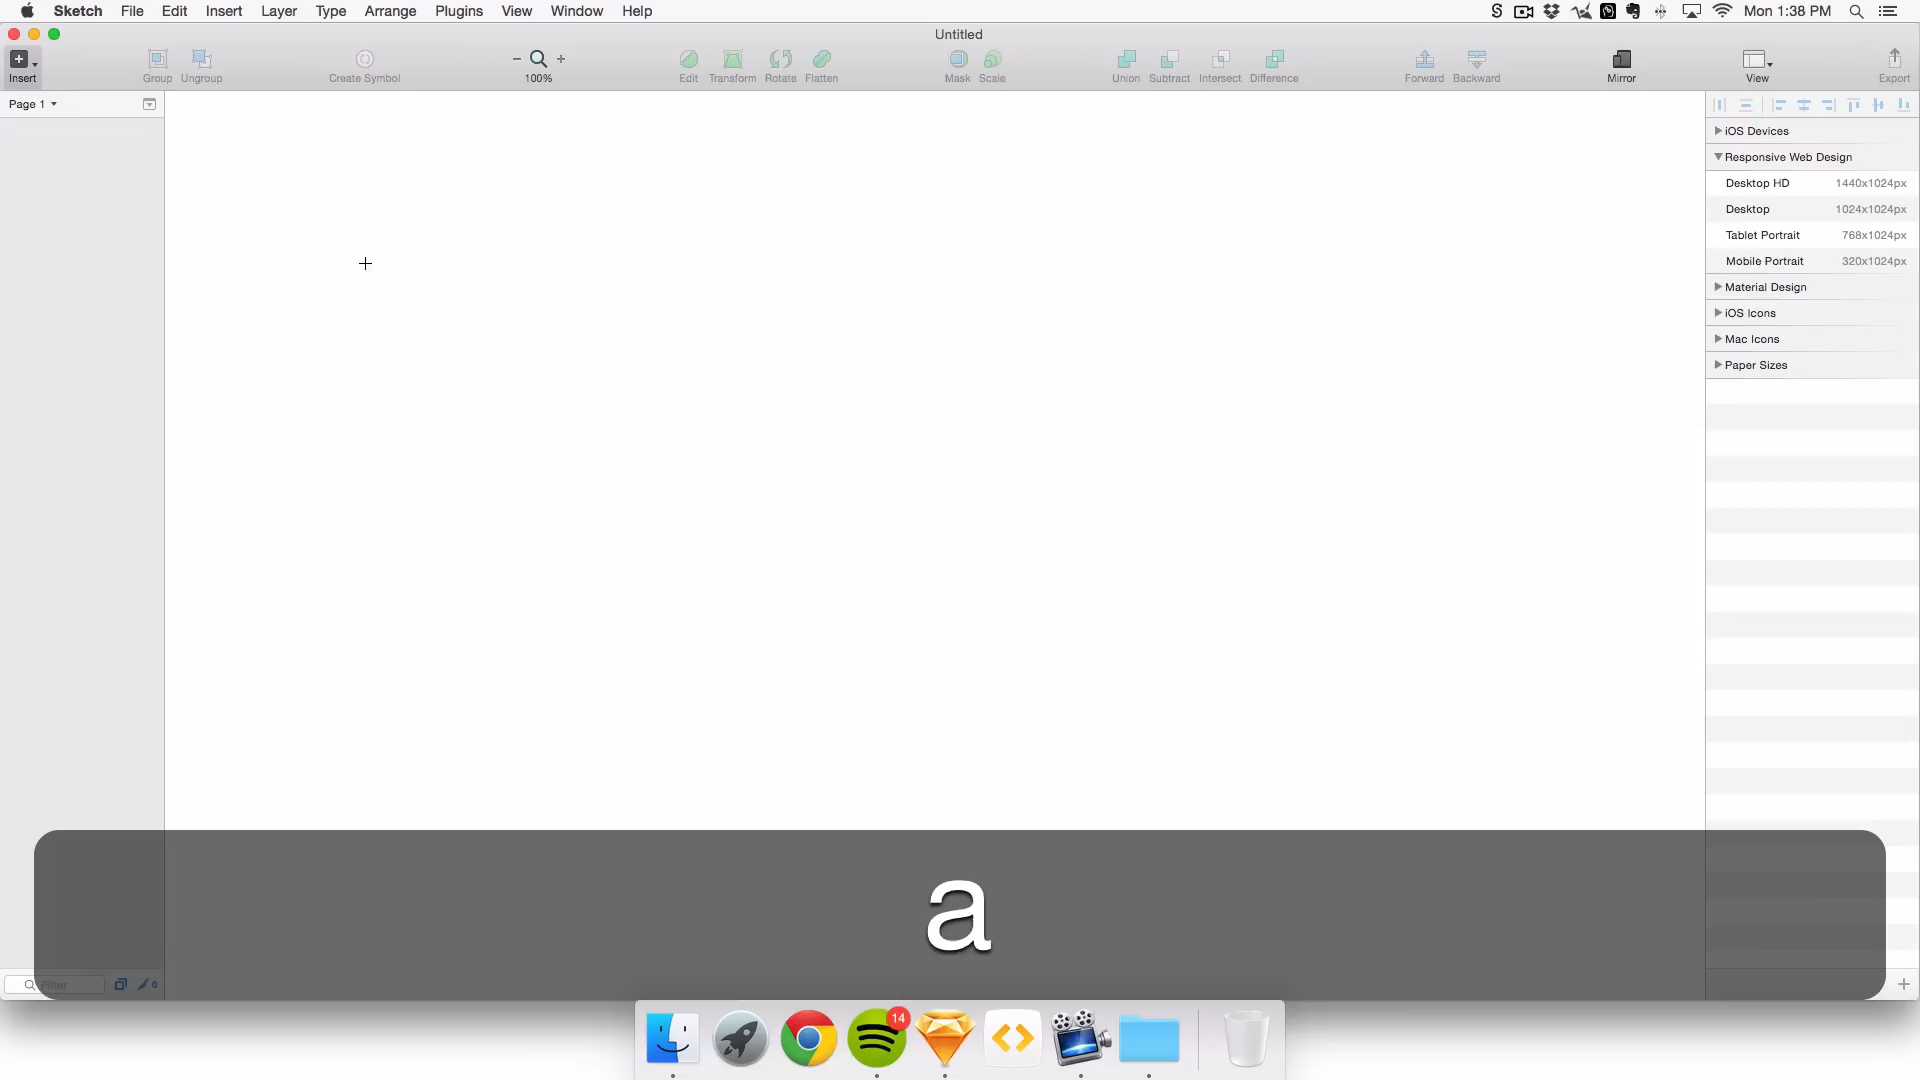 Sketch File Edit Insert Layer Type Arrange Plugins View Window Help Mon 1:38 PM
Untitled
Insert Group Ungroup Create Symbol 100% Edit Transform Rotate Flatten Mask Scale Union Subtract Intersect Difference Forward Backward Mirror View Export
Page 1
iOS Devices
Responsive Web Design
Desktop HD 1440x1024px
Desktop 1024x1024px
Tablet Portrait 768x1024px
Mobile Portrait 320x1024px
Material Design
iOS Icons
Mac Icons
Paper Sizes
a
Filter 0
14